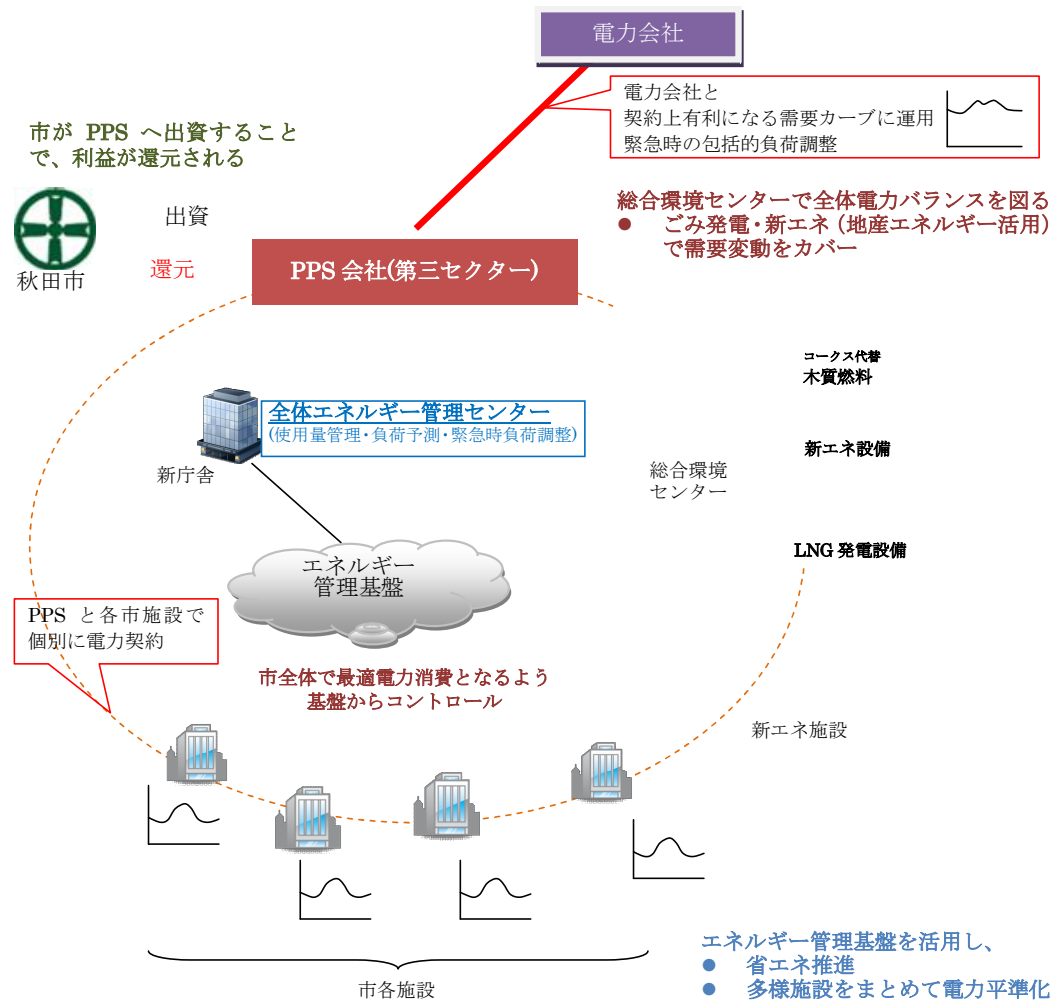 電力会社
電力会社と
契約上有利になる需要カーブに運用
緊急時の包括的負荷調整
市が PPS へ出資すること
で、利益が還元される
出資
還元
秋田市
PPS 会社(第三セクター)
総合環境センターで全体電力バランスを図る
● ごみ発電・新エネ（地産エネルギー活用）
で需要変動をカバー
コークス代替
木質燃料
全体エネルギー管理センター
(使用量管理・負荷予測・緊急時負荷調整)
新庁舎
新エネ設備
総合環境
センター
LNG 発電設備
エネルギー
管理基盤
PPS と各市施設で
個別に電力契約
市全体で最適電力消費となるよう
基盤からコントロール
新エネ施設
市各施設
エネルギー管理基盤を活用し、
● 省エネ推進
● 多様施設をまとめて電力平準化